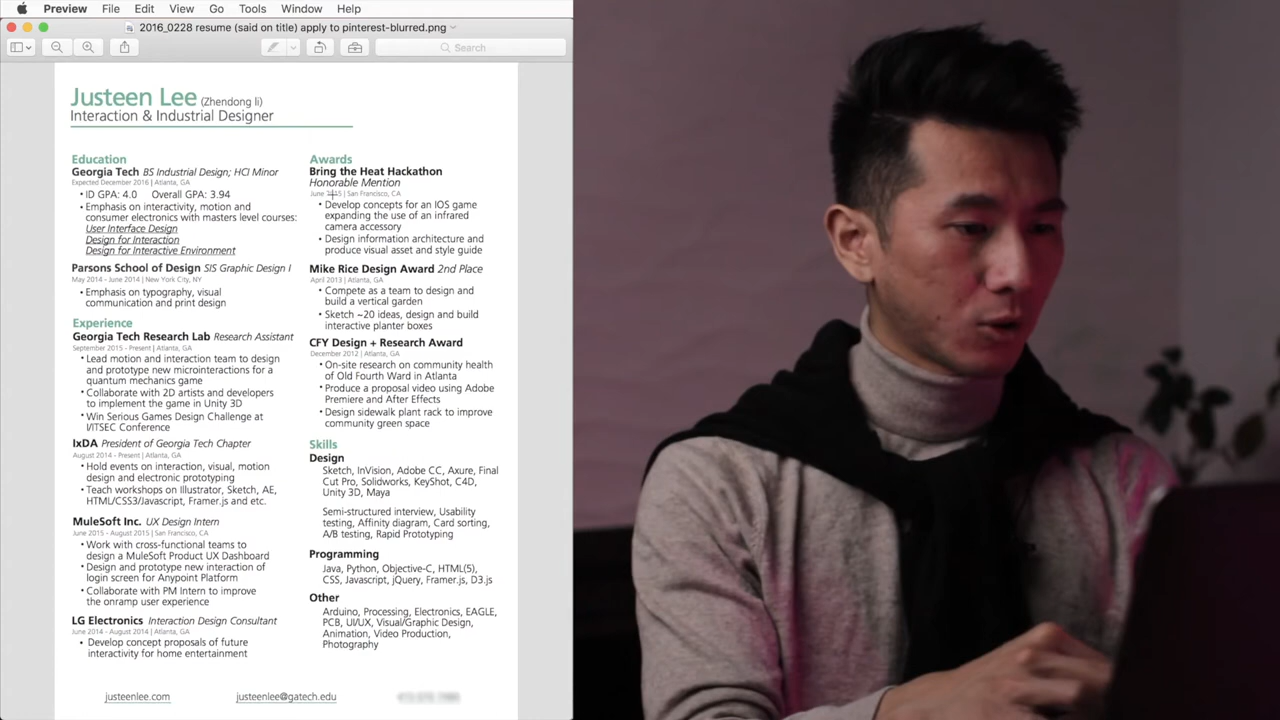 Preview File Edit View Go Tools Window Help
2016_0228 resume (said on title) apply to pinterest-blurred.png
Search
Justeen Lee (Zhendong li)
Interaction & Industrial Designer
Education
Georgia Tech BS Industrial Design; HCI Minor
Expected December 2016 | Atlanta, GA
• ID GPA: 4.0 Overall GPA: 3.94
• Emphasis on interactivity, motion and
consumer electronics with masters level courses:
User Interface Design
Design for Interaction
Design for Interactive Environment
Parsons School of Design SIS Graphic Design I
May 2014 - June 2014 | New York City, NY
• Emphasis on typography, visual
communication and print design
Experience
Georgia Tech Research Lab Research Assistant
September 2015 - Present | Atlanta, GA
• Lead motion and interaction team to design
and prototype new microinteractions for a
quantum mechanics game
• Collaborate with 2D artists and developers
to implement the game in Unity 3D
• Win Serious Games Design Challenge at
I/ITSEC Conference
IxDA President of Georgia Tech Chapter
August 2014 - Present | Atlanta, GA
• Hold events on interaction, visual, motion
design and electronic prototyping
• Teach workshops on Illustrator, Sketch, AE,
HTML/CSS3/Javascript, Framer.js and etc.
MuleSoft Inc. UX Design Intern
June 2015 - August 2015 | San Francisco, CA
• Work with cross-functional teams to
design a MuleSoft Product UX Dashboard
• Design and prototype new interaction of
login screen for Anypoint Platform
• Collaborate with PM Intern to improve
the onramp user experience
LG Electronics Interaction Design Consultant
June 2014 - August 2014 | Atlanta, GA
• Develop concept proposals of future
interactivity for home entertainment
Awards
Bring the Heat Hackathon
Honorable Mention
June 2015 | San Francisco, CA
• Develop concepts for an IOS game
expanding the use of an infrared
camera accessory
• Design information architecture and
produce visual asset and style guide
Mike Rice Design Award 2nd Place
April 2013 | Atlanta, GA
• Compete as a team to design and
build a vertical garden
• Sketch ~20 ideas, design and build
interactive planter boxes
CFY Design + Research Award
December 2012 | Atlanta, GA
• On-site research on community health
of Old Fourth Ward in Atlanta
• Produce a proposal video using Adobe
Premiere and After Effects
• Design sidewalk plant rack to improve
community green space
Skills
Design
Sketch, InVision, Adobe CC, Axure, Final
Cut Pro, Solidworks, KeyShot, C4D,
Unity 3D, Maya
Semi-structured interview, Usability
testing, Affinity diagram, Card sorting,
A/B testing, Rapid Prototyping
Programming
Java, Python, Objective-C, HTML(5),
CSS, Javascript, jQuery, Framer.js, D3.js
Other
Arduino, Processing, Electronics, EAGLE,
PCB, UI/UX, Visual/Graphic Design,
Animation, Video Production,
Photography
justeenlee.com justeenlee@gatech.edu